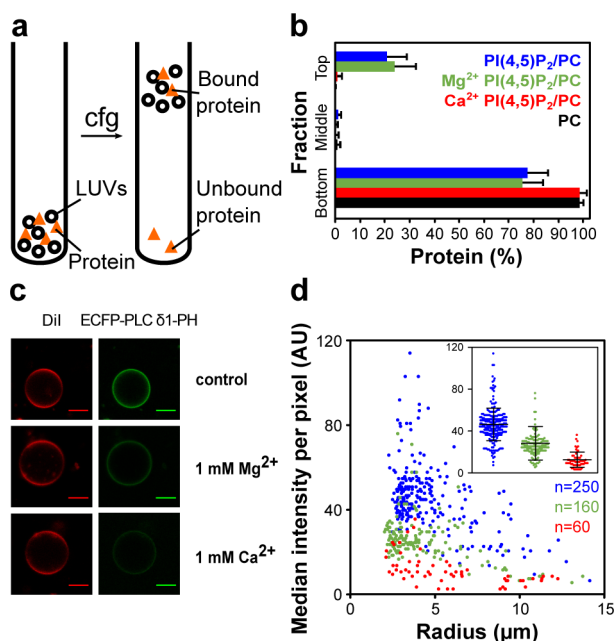 a
cfg
LUVs
Protein
Bound
protein
Unbound
protein
b
Fraction
Top
Middle
Bottom
PI(4,5)P₂/PC
Mg²⁺ PI(4,5)P₂/PC
Ca²⁺ PI(4,5)P₂/PC
PC
0 10 20 30 40 50 60 70 80 90 100
Protein (%)
c
DiI ECFP-PLC δ1-PH
control
1 mM Mg²⁺
1 mM Ca²⁺
d
Median intensity per pixel (AU)
120
80
40
0
120
80
40
0
n=250
n=160
n=60
0 5 10 15
Radius (µm)